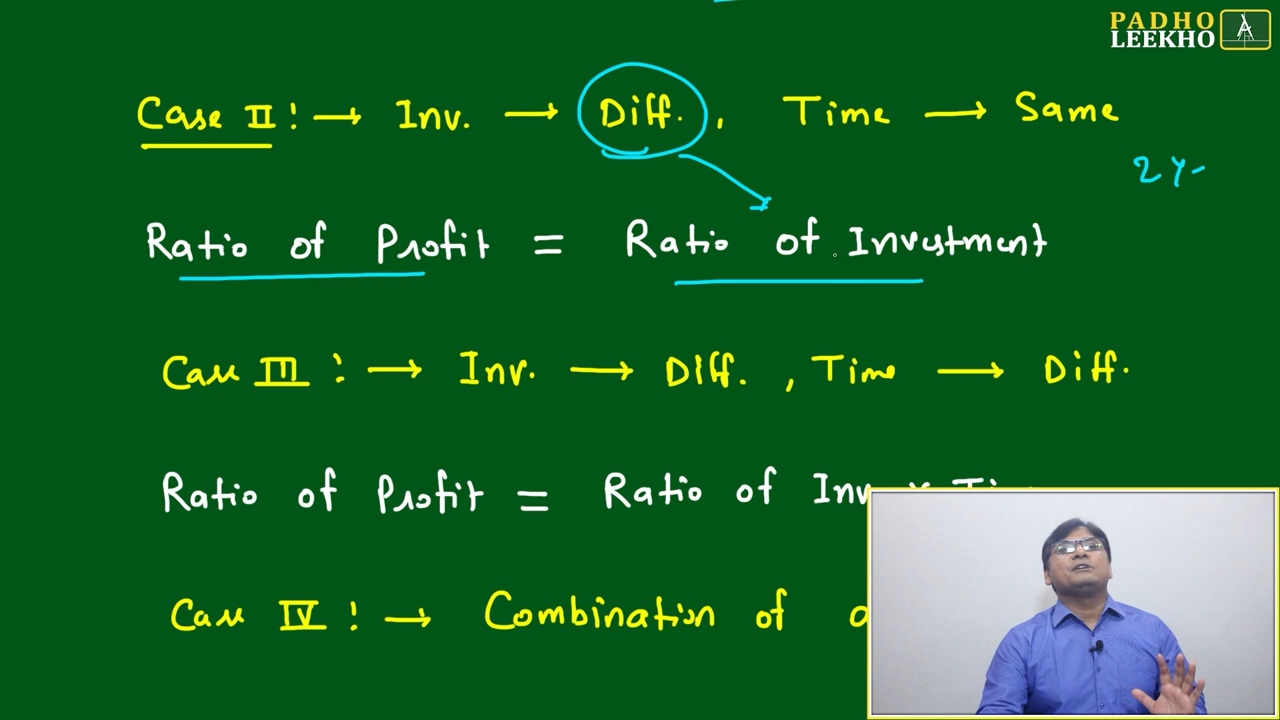 PADHO
LEEKHO
Case II : → Inv. → Diff. , Time → Same
2 Y-
Ratio of Profit = Ratio of Investment
Case III : → Inv. → Diff. , Time → Diff.
Ratio of Profit = Ratio of Inv
Case IV : → Combination of